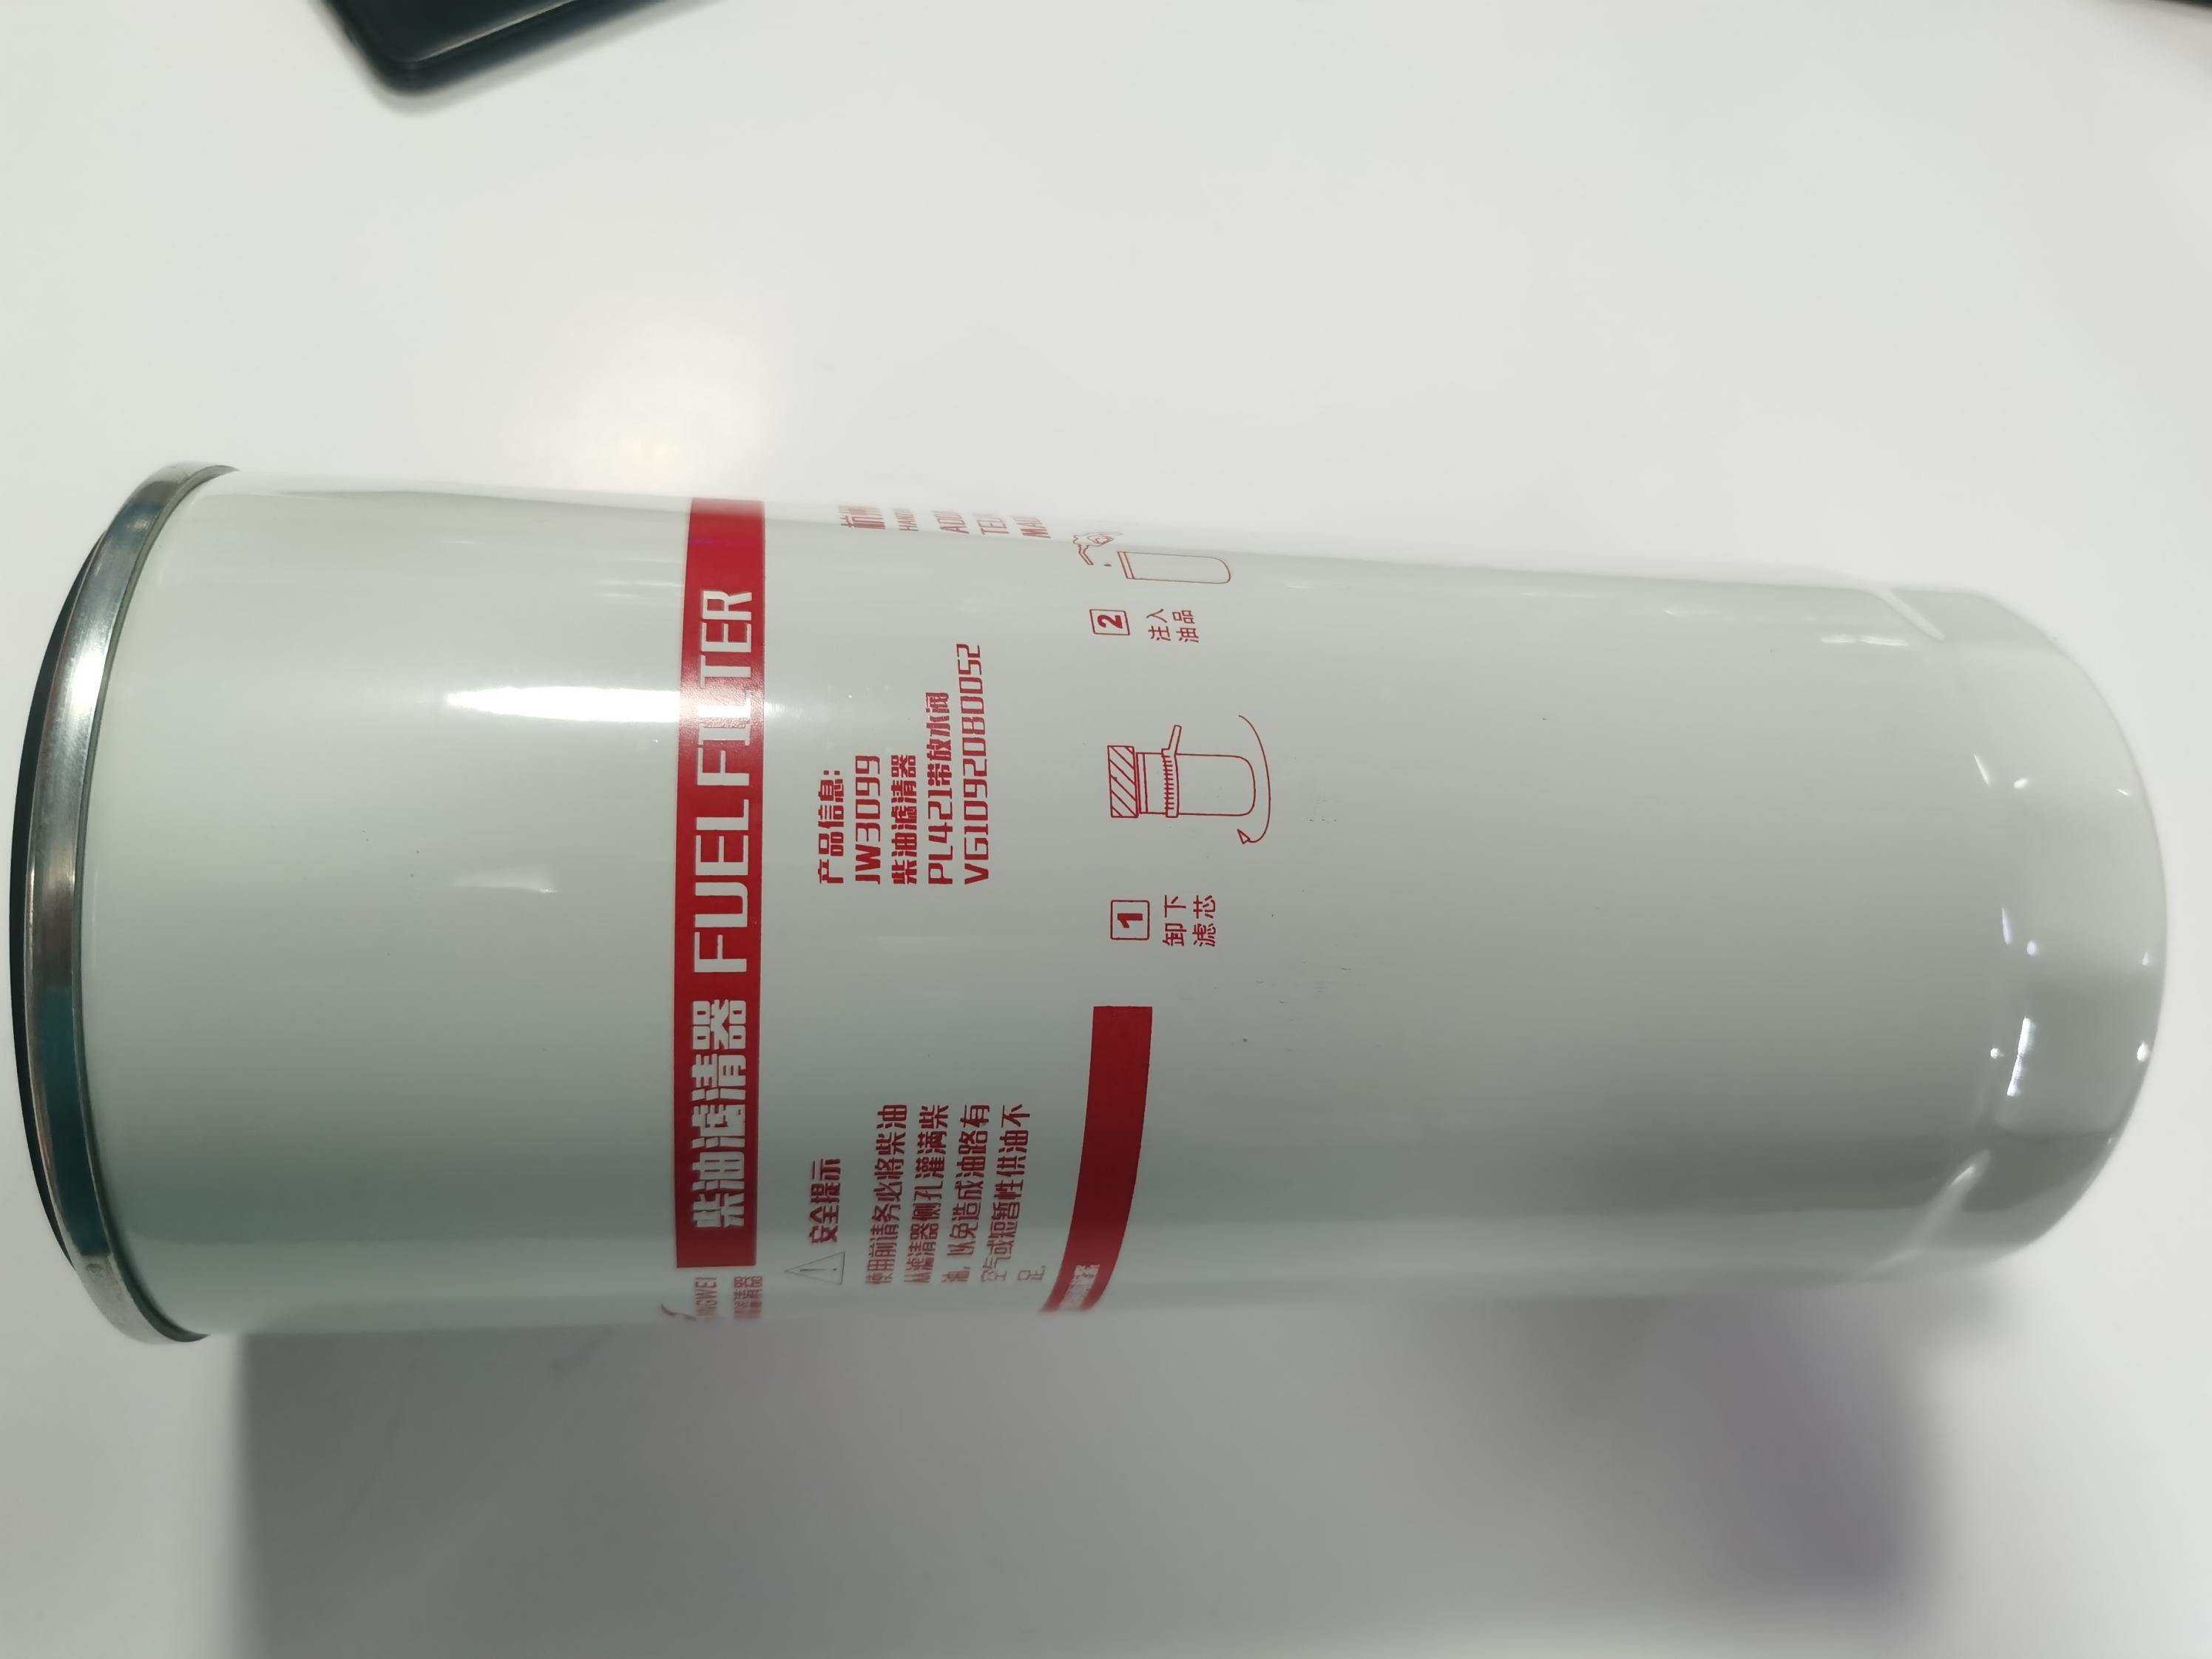 柴油滤清器 FUEL FILTER
安全提示
使用前请务必将柴油
从滤清器侧孔灌满柴
油，以免造成油路有
空气或短暂性供油不
足。
产品信息：
JW3099
柴油滤清器
PL421带放水阀
VG1092080052
1
卸下
滤芯
2
注入
油品
杭州
ADD
TEL